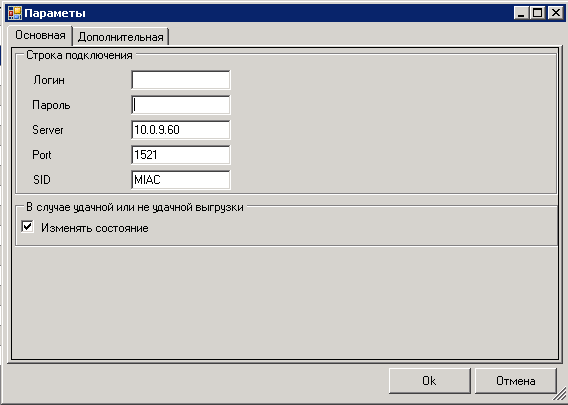 Параметры
Основная Дополнительная
Строка подключения
Логин
Пароль
Server 10.0.9.60
Port 1521
SID MIAC
В случае удачной или не удачной выгрузки
Изменять состояние
Ok Отмена